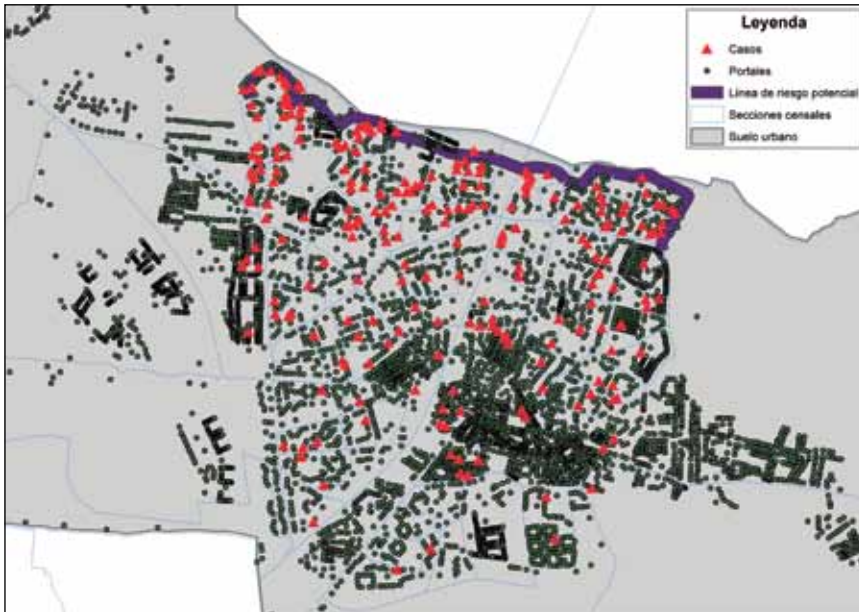 Leyenda
Casos
Portales
Línea de riesgo potencial
Secciones censales
Suelo urbano